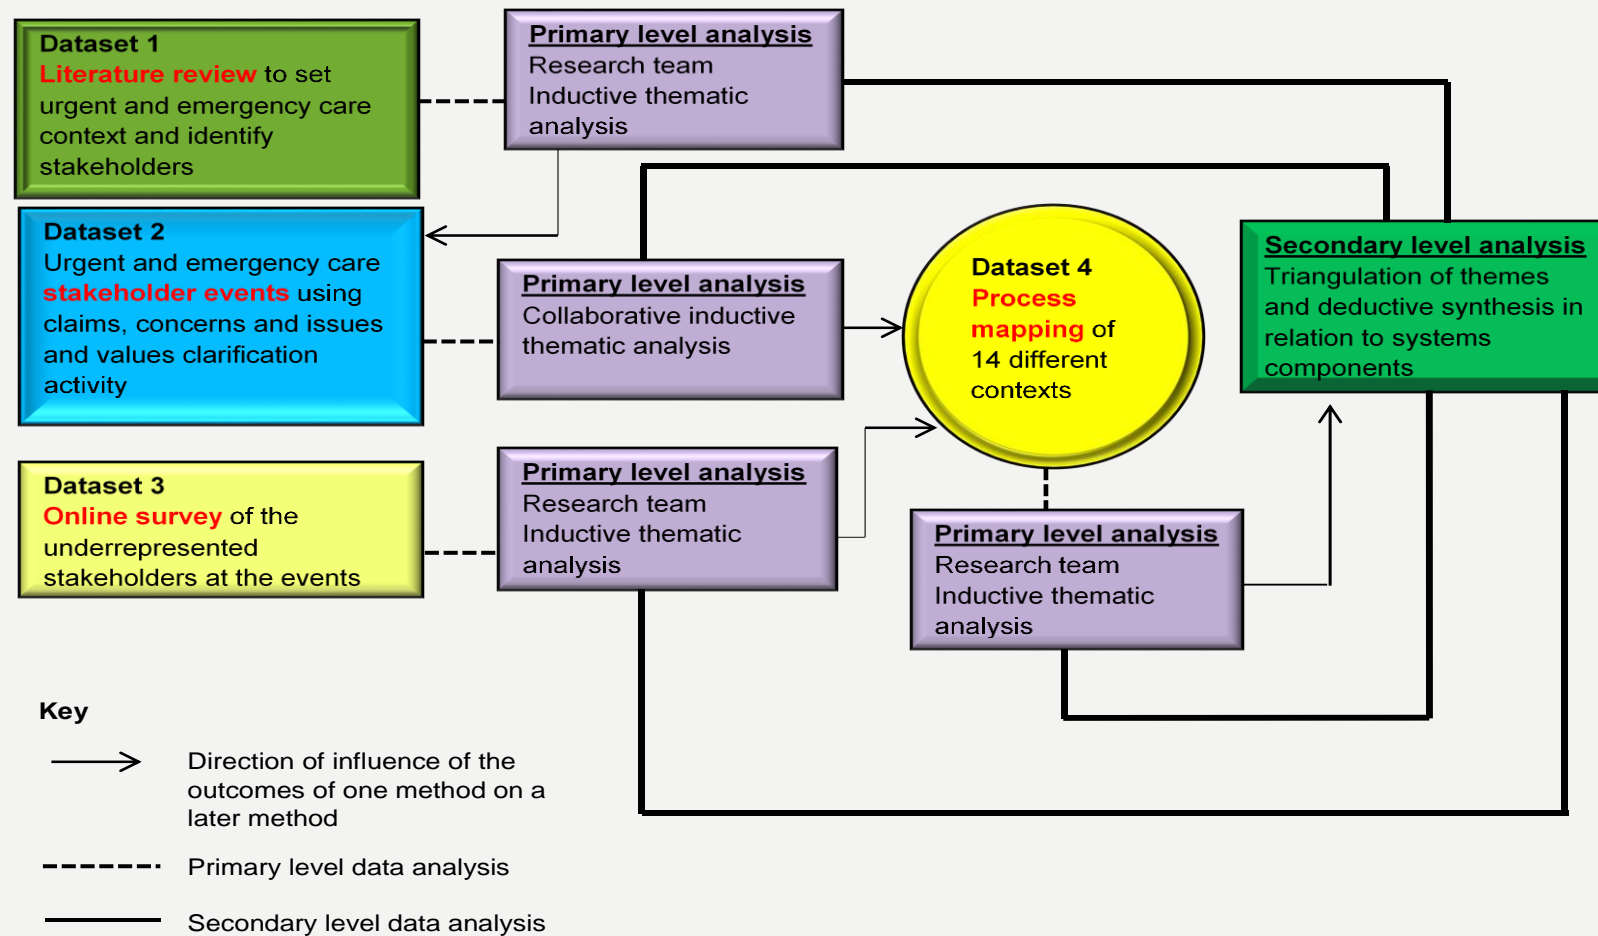 Dataset 1
Literature review to set
urgent and emergency care
context and identify
stakeholders
Primary level analysis
Research team
Inductive thematic
analysis
Dataset 2
Urgent and emergency care
stakeholder events using
claims, concerns and issues
and values clarification
activity
Primary level analysis
Collaborative inductive
thematic analysis
Dataset 4
Process
mapping of
14 different
contexts
Secondary level analysis
Triangulation of themes
and deductive synthesis in
relation to systems
components
Dataset 3
Online survey of the
underrepresented
stakeholders at the events
Primary level analysis
Research team
Inductive thematic
analysis
Primary level analysis
Research team
Inductive thematic
analysis
Key
Direction of influence of the
outcomes of one method on a
later method
Primary level data analysis
Secondary level data analysis